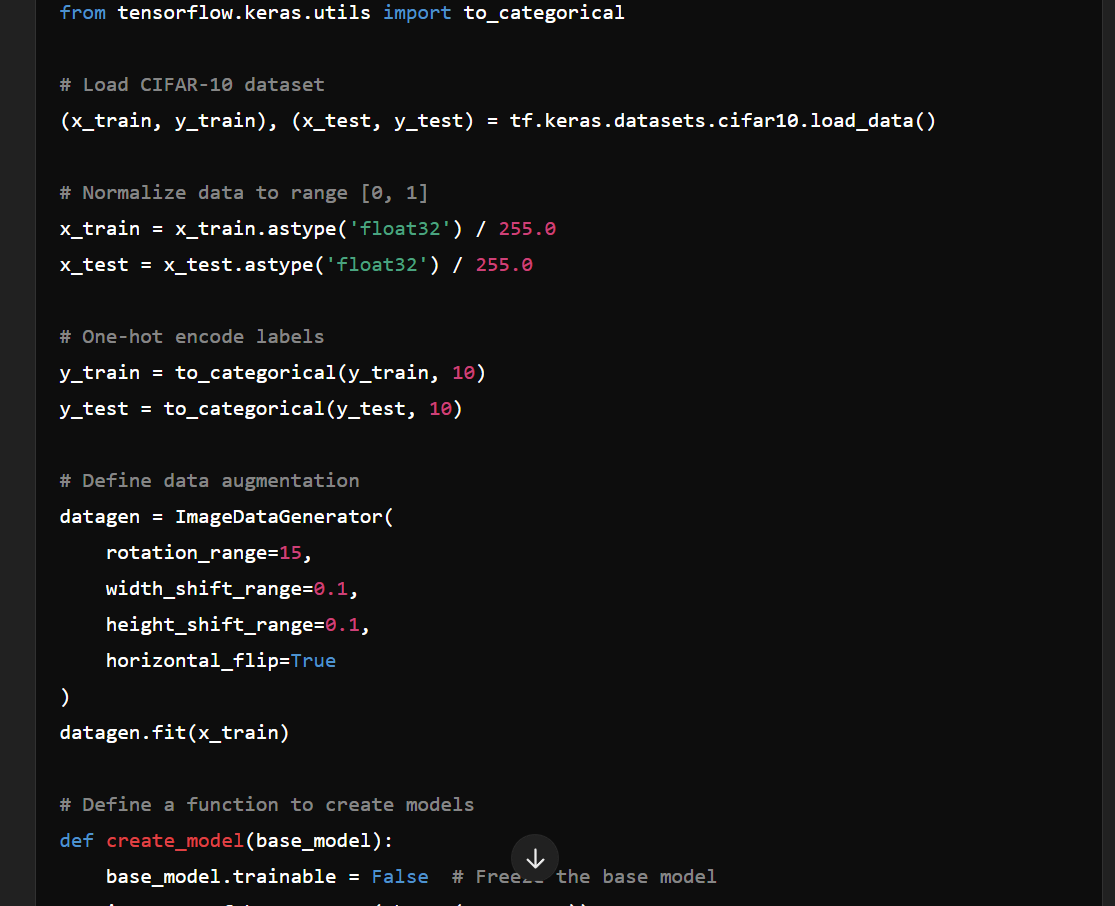 from tensorflow.keras.utils import to_categorical
# Load CIFAR-10 dataset
(x_train, y_train), (x_test, y_test) = tf.keras.datasets.cifar10.load_data()
# Normalize data to range [0, 1]
x_train = x_train.astype('float32') / 255.0
x_test = x_test.astype('float32') / 255.0
# One-hot encode labels
y_train = to_categorical(y_train, 10)
y_test = to_categorical(y_test, 10)
# Define data augmentation
datagen = ImageDataGenerator(
    rotation_range=15,
    width_shift_range=0.1,
    height_shift_range=0.1,
    horizontal_flip=True
)
datagen.fit(x_train)
# Define a function to create models
def create_model(base_model):
    base_model.trainable = False  # Freeze the base model